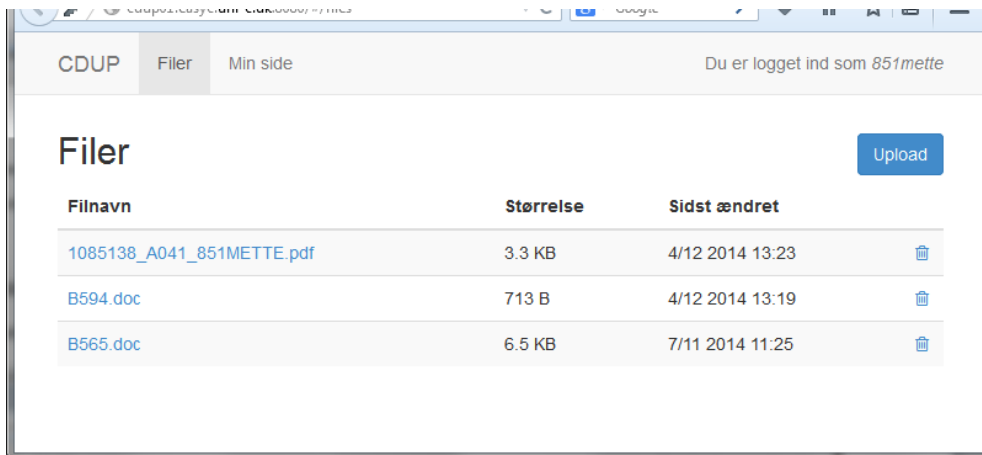 Google
CDUP Filer Min side Du er logget ind som 851mette
Filer
Upload
Filnavn Størrelse Sidst ændret
1085138_A041_851METTE.pdf 3.3 KB 4/12 2014 13:23
B594.doc 713 B 4/12 2014 13:19
B565.doc 6.5 KB 7/11 2014 11:25